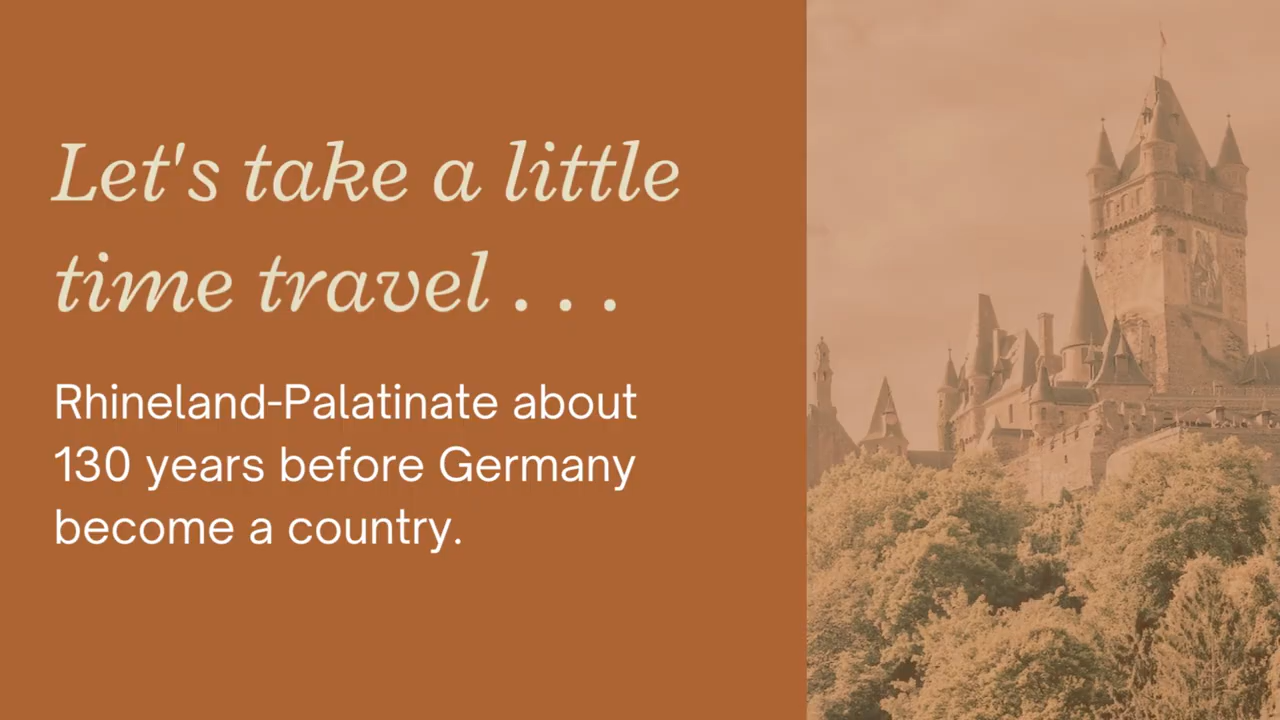 Let's take a little
time travel . . .
Rhineland-Palatinate about
130 years before Germany
become a country.